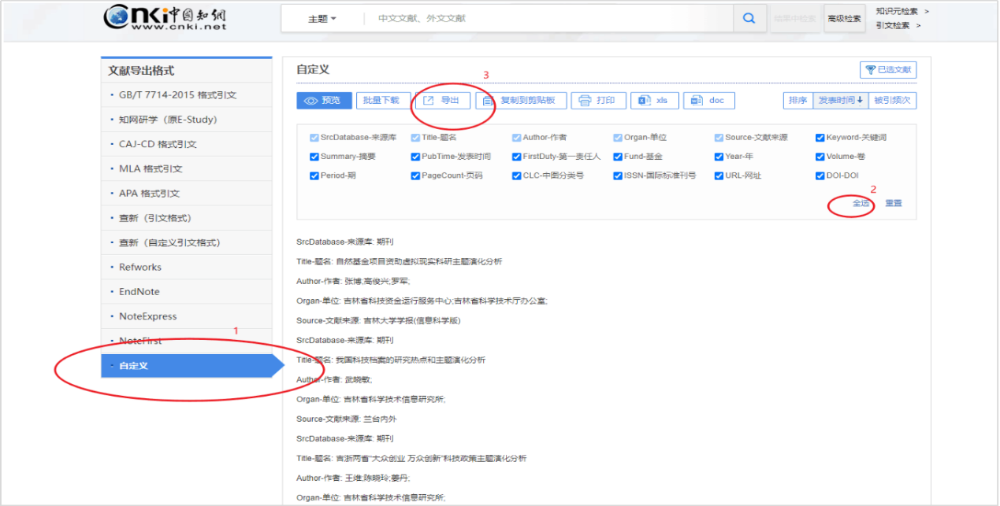 cnki中国知网
www.cnki.net
主题 中文文献、外文文献 结果中检索 高级检索 知识元检索 >
引文检索 >
文献导出格式
· GB/T 7714-2015 格式引文
· 知网研学（原E-Study）
· CAJ-CD 格式引文
· MLA 格式引文
· APA 格式引文
· 查新（引文格式）
· 查新（自定义引文格式）
· Refworks
· EndNote
· NoteExpress
1
· NoteFirst
· 自定义
自定义 已选文献
3
预览 批量下载 导出 复制到剪贴板 打印 xls doc 排序 发表时间↓ 被引频次
SrcDatabase-来源库 Title-题名 Author-作者 Organ-单位 Source-文献来源 Keyword-关键词
Summary-摘要 PubTime-发表时间 FirstDuty-第一责任人 Fund-基金 Year-年 Volume-卷
Period-期 PageCount-页码 CLC-中图分类号 ISSN-国际标准刊号 URL-网址 DOI-DOI
2
全选 重置
SrcDatabase-来源库: 期刊
Title-题名: 自然基金项目资助虚拟现实科研主题演化分析
Author-作者: 张博;高俊兴;罗军;
Organ-单位: 吉林省科技资金运行服务中心;吉林省科学技术厅办公室;
Source-文献来源: 吉林大学学报(信息科学版)
SrcDatabase-来源库: 期刊
Title-题名: 我国科技档案的研究热点和主题演化分析
Author-作者: 武晓敏;
Organ-单位: 吉林省科学技术信息研究所;
Source-文献来源: 兰台内外
SrcDatabase-来源库: 期刊
Title-题名: 吉浙两省“大众创业 万众创新”科技政策主题演化分析
Author-作者: 王维;陈晓玲;姜丹;
Organ-单位: 吉林省科学技术信息研究所;